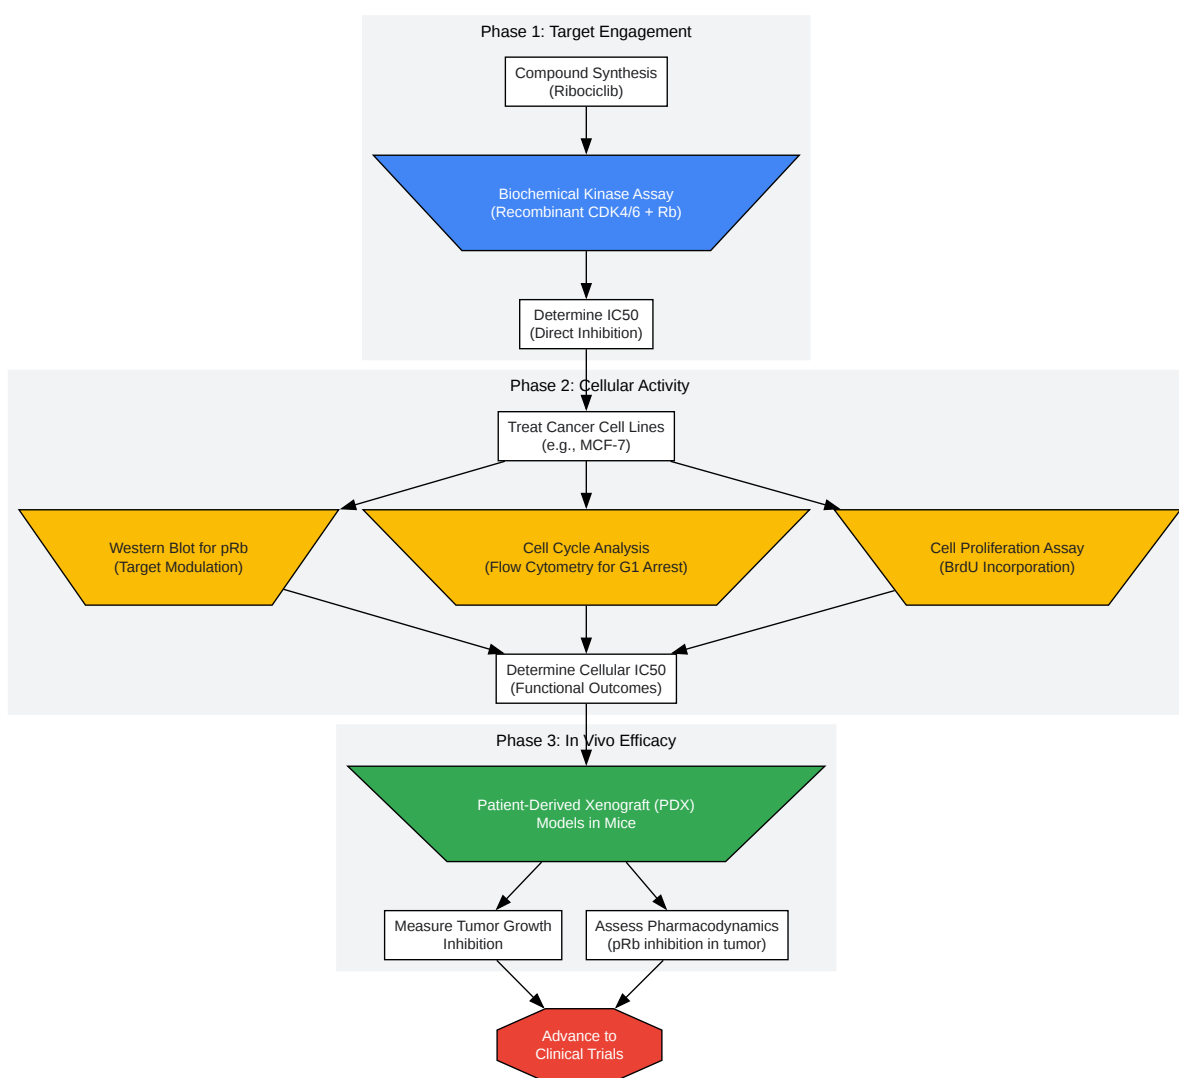 Phase 1: Target Engagement
Compound Synthesis
(Ribociclib)
Biochemical Kinase Assay
(Recombinant CDK4/6 + Rb)
Determine IC50
(Direct Inhibition)
Phase 2: Cellular Activity
Treat Cancer Cell Lines
(e.g., MCF-7)
Western Blot for pRb
(Target Modulation)
Cell Cycle Analysis
(Flow Cytometry for G1 Arrest)
Cell Proliferation Assay
(BrdU Incorporation)
Determine Cellular IC50
(Functional Outcomes)
Phase 3: In Vivo Efficacy
Patient-Derived Xenograft (PDX)
Models in Mice
Measure Tumor Growth
Inhibition
Assess Pharmacodynamics
(pRb inhibition in tumor)
Advance to
Clinical Trials